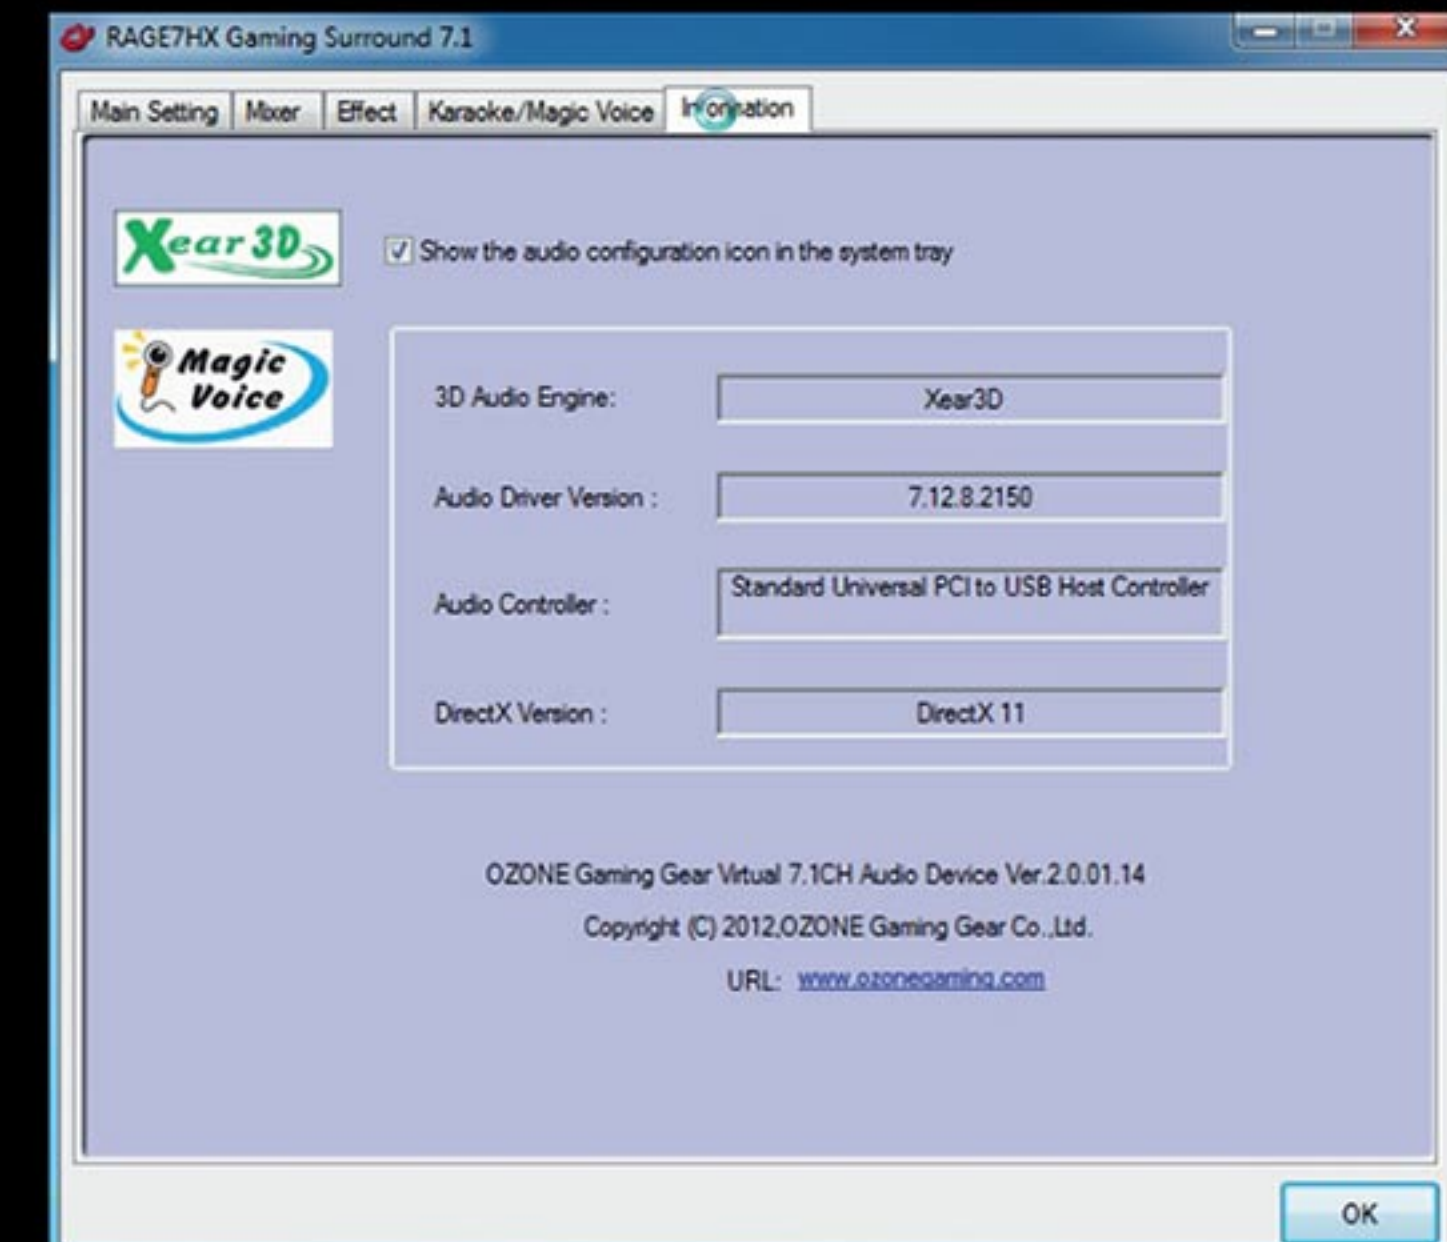 RAGE7HX Gaming Surround 7.1
Main Setting Mixer Effect Karaoke/Magic Voice Information
Xear 3D
Show the audio configuration icon in the system tray
Magic
Voice
3D Audio Engine: Xear3D
Audio Driver Version : 7.12.8.2150
Audio Controller : Standard Universal PCI to USB Host Controller
DirectX Version : DirectX 11
OZONE Gaming Gear Virtual 7.1CH Audio Device Ver.2.0.01.14
Copyright (C) 2012,OZONE Gaming Gear Co.,Ltd.
URL: www.ozonegaming.com
OK